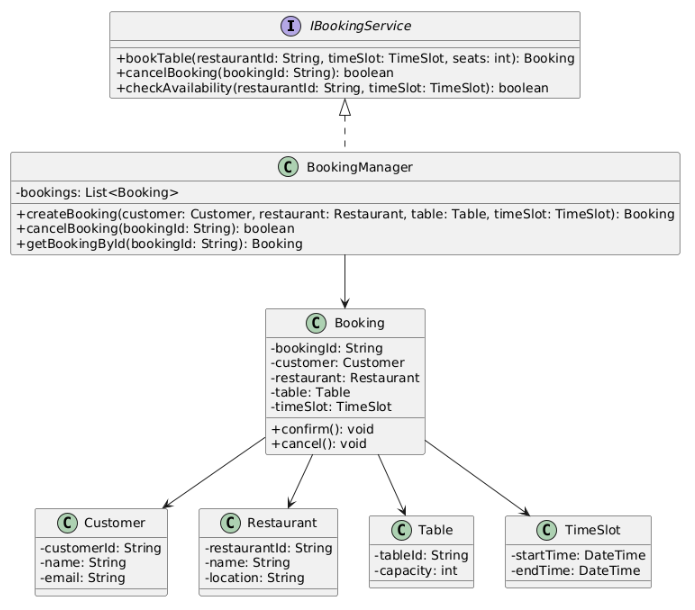 I IBookingService
+bookTable(restaurantId: String, timeSlot: TimeSlot, seats: int): Booking
+cancelBooking(bookingId: String): boolean
+checkAvailability(restaurantId: String, timeSlot: TimeSlot): boolean
C BookingManager
-bookings: List<Booking>
+createBooking(customer: Customer, restaurant: Restaurant, table: Table, timeSlot: TimeSlot): Booking
+cancelBooking(bookingId: String): boolean
+getBookingById(bookingId: String): Booking
C Booking
-bookingId: String
-customer: Customer
-restaurant: Restaurant
-table: Table
-timeSlot: TimeSlot
+confirm(): void
+cancel(): void
C Customer
-customerId: String
-name: String
-email: String
C Restaurant
-restaurantId: String
-name: String
-location: String
C Table
-tableId: String
-capacity: int
C TimeSlot
-startTime: DateTime
-endTime: DateTime